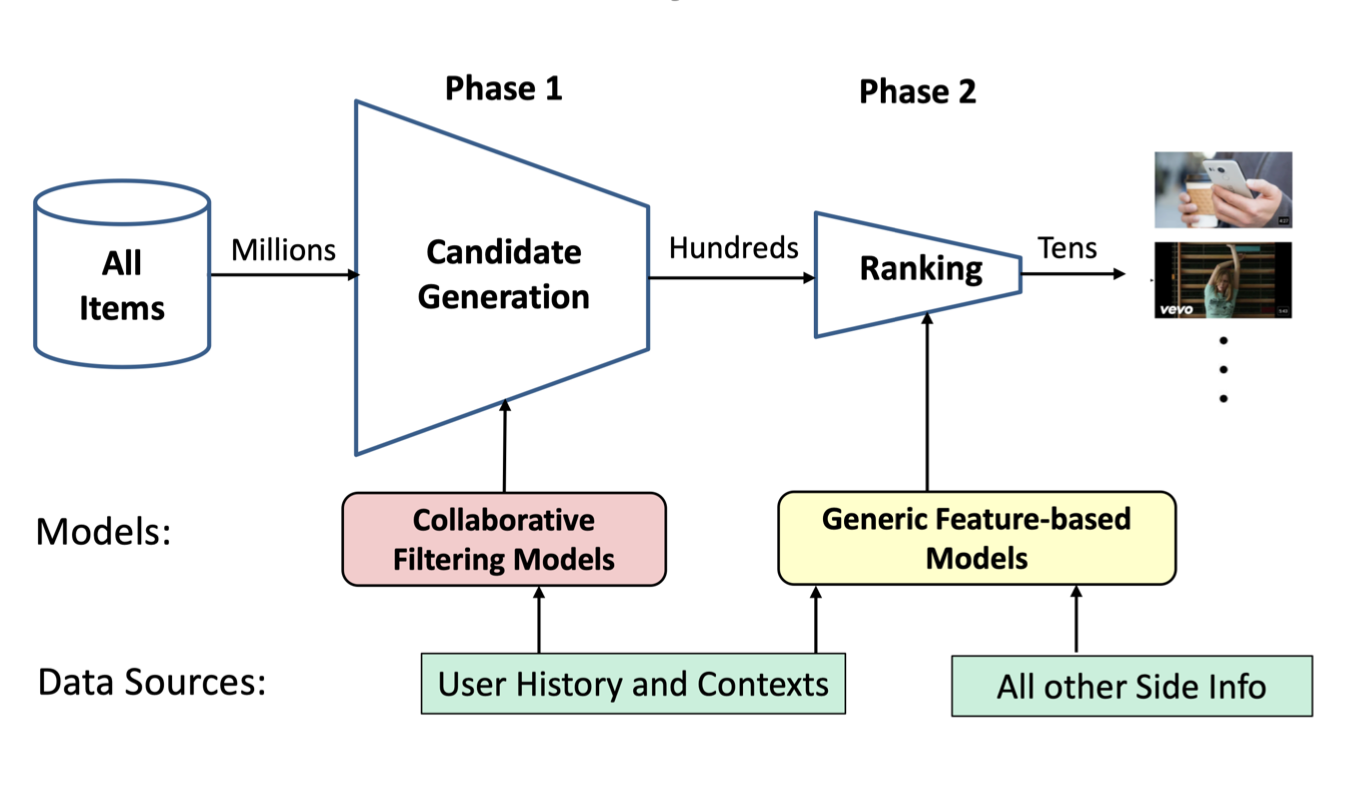 Phase 1
Phase 2
All
Items
Millions
Candidate
Generation
Hundreds
Ranking
Tens
vevo
Models:
Collaborative
Filtering Models
Generic Feature-based
Models
Data Sources:
User History and Contexts
All other Side Info